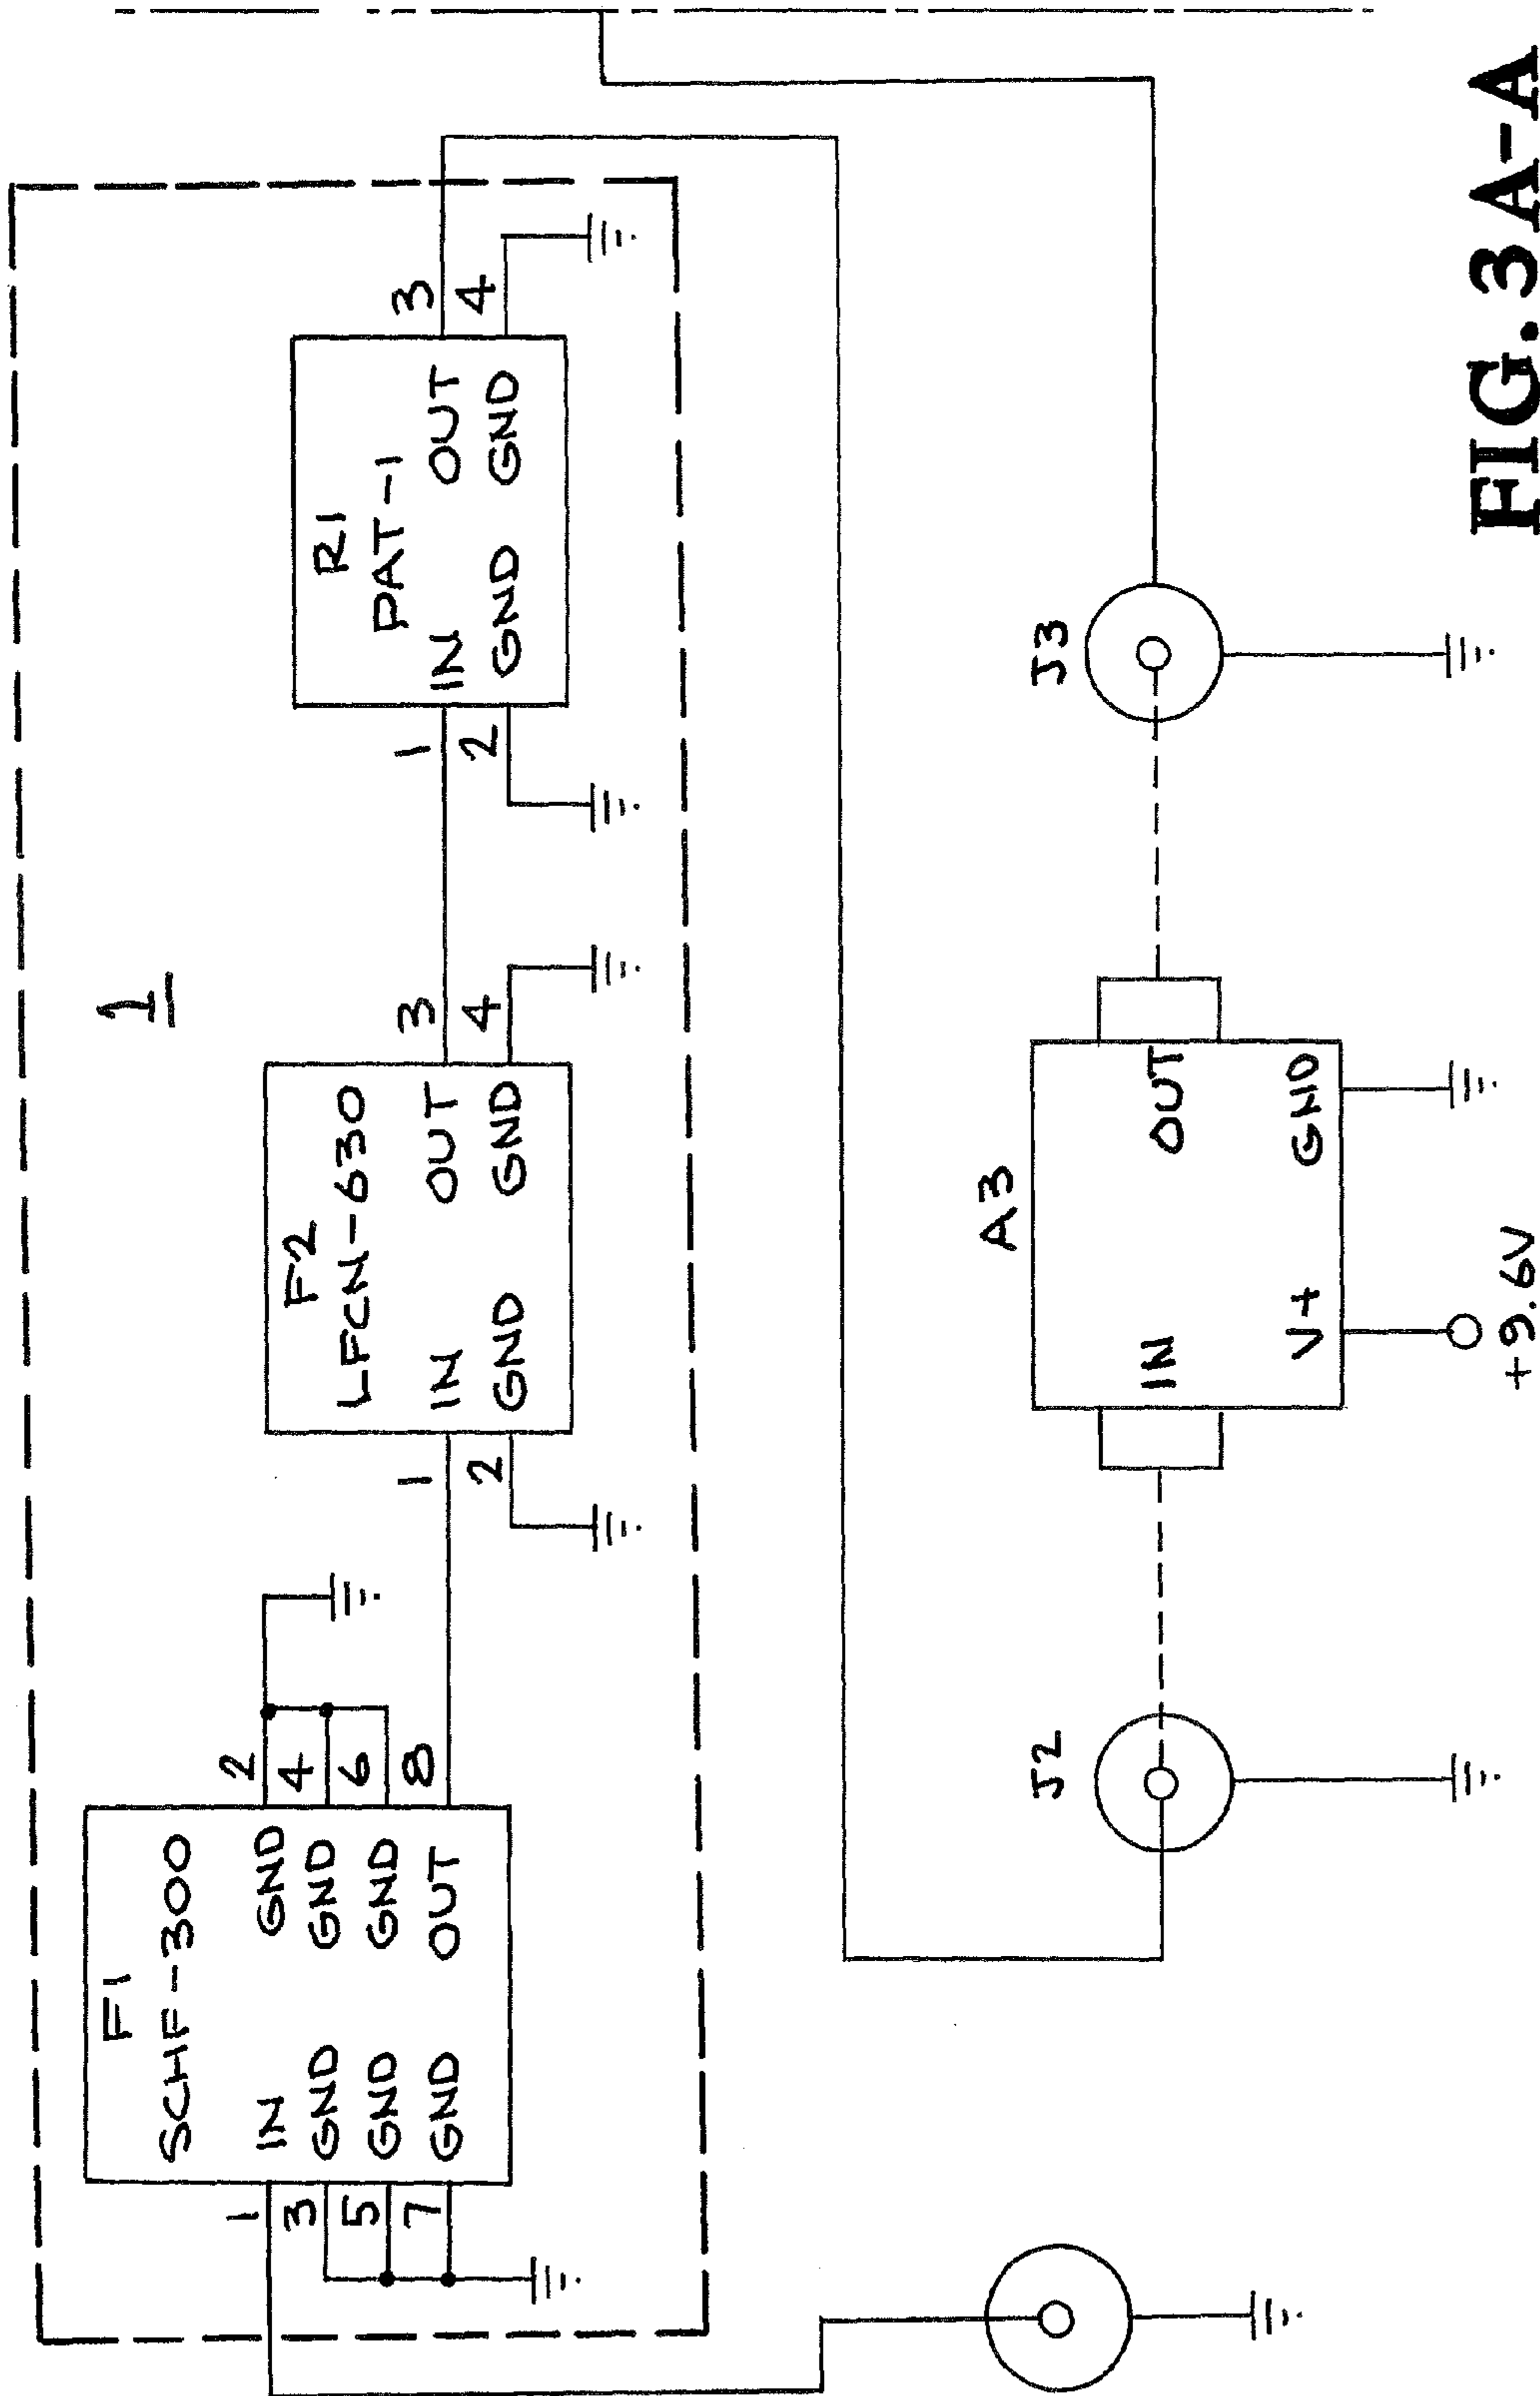 1
F1
SCHF-300
IN GND
GND GND
GND GND
GND OUT
1 2
3 4
5 6
7 8
F2
LFCN-630
IN OUT
GND GND
1 3
2 4
R1
PAT-1
IN OUT
GND GND
1 3
2 4
J2
A3
IN OUT
V+ GND
+9.6V
J3
FIG. 3A-A